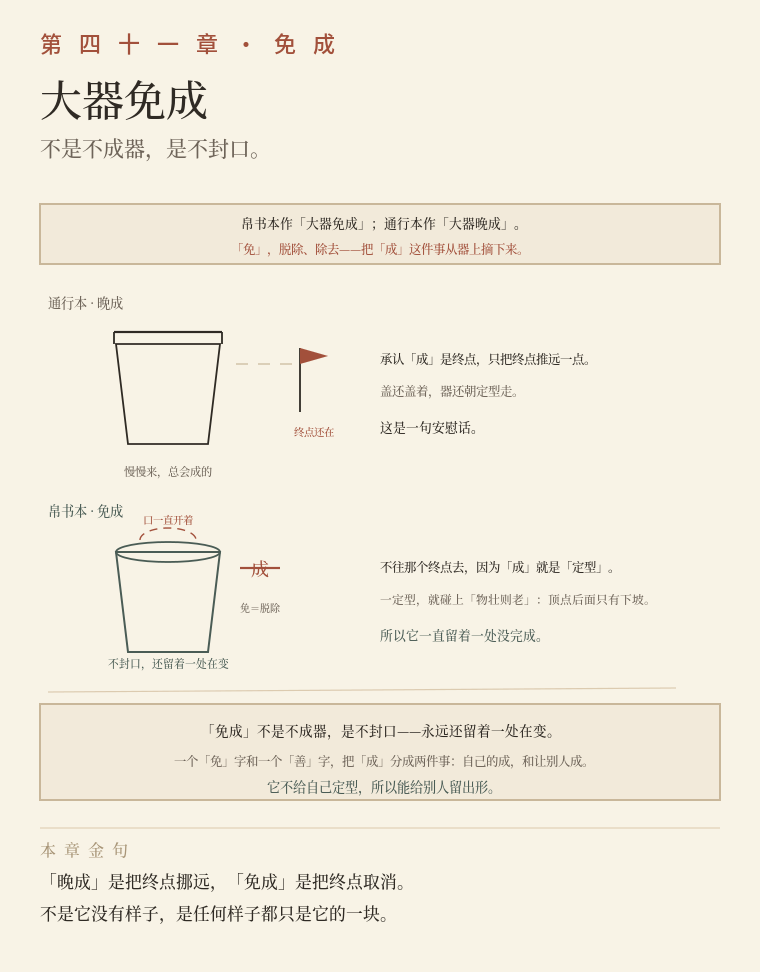 第四十一章·免成
大器免成
不是不成器，是不封口。
帛书本作「大器免成」；通行本作「大器晚成」。
「免」，脱除、除去——把「成」这件事从器上摘下来。
通行本 · 晚成
承认「成」是终点，只把终点推远一点。
盖还盖着，器还朝定型走。
这是一句安慰话。
终点还在
慢慢来，总会成的
帛书本 · 免成
口一直开着
成
免＝脱除
不往那个终点去，因为「成」就是「定型」。
一定型，就碰上「物壮则老」：顶点后面只有下坡。
所以它一直留着一处没完成。
不封口，还留着一处在变
「免成」不是不成器，是不封口——永远还留着一处在变。
一个「免」字和一个「善」字，把「成」分成两件事：自己的成，和让别人成。
它不给自己定型，所以能给别人留出形。
本章金句
「晚成」是把终点挪远，「免成」是把终点取消。
不是它没有样子，是任何样子都只是它的一块。